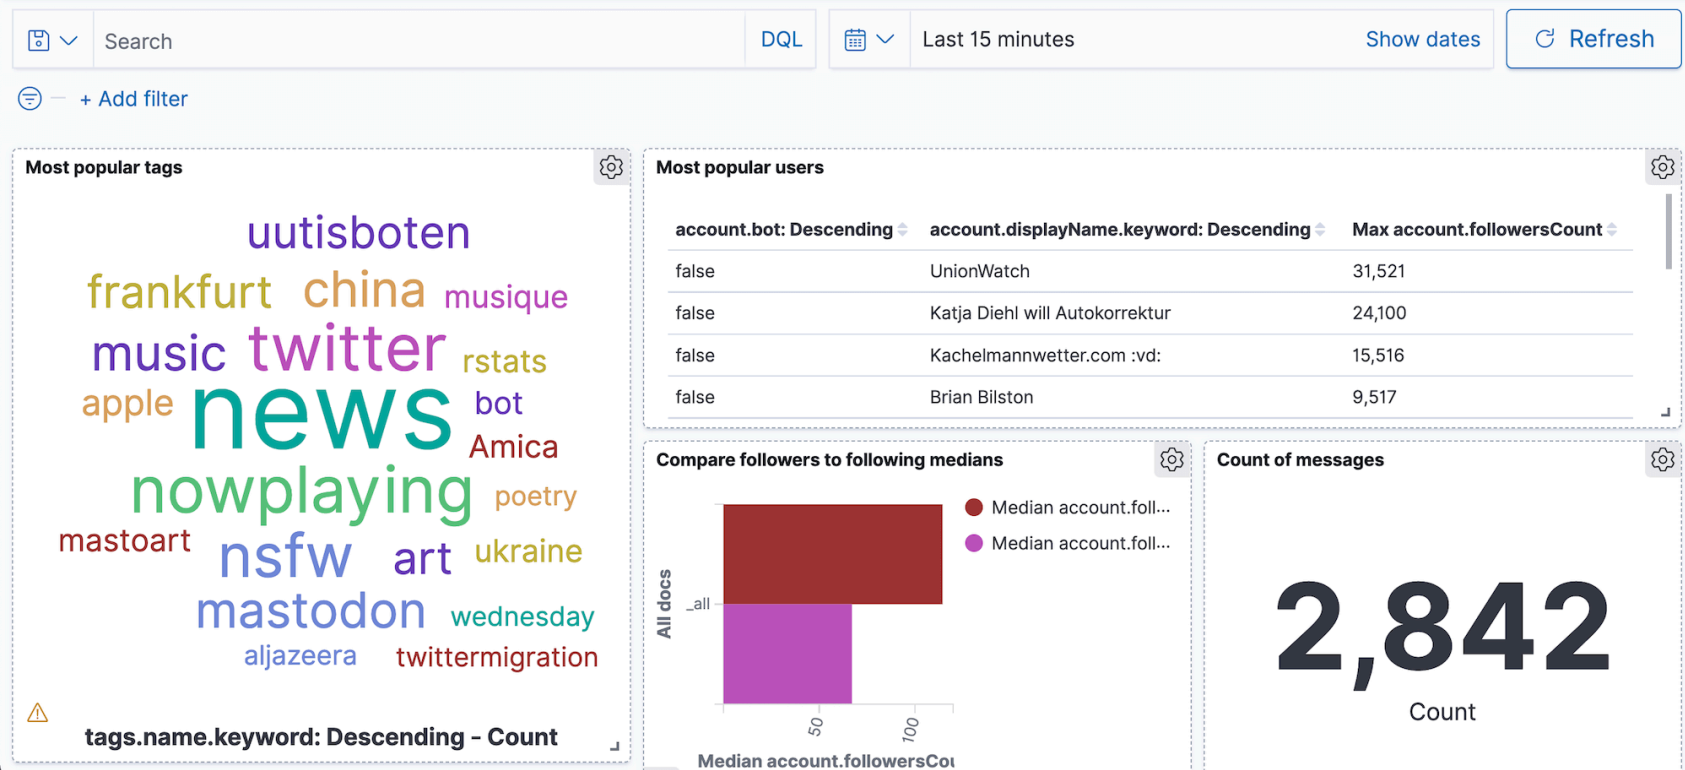 Search DQL Last 15 minutes Show dates Refresh
+ Add filter
Most popular tags
uutisboten
frankfurt china musique
music twitter rstats
apple news bot
Amica
nowplaying poetry
mastoart nsfw art ukraine
mastodon wednesday
aljazeera twittermigration
tags.name.keyword: Descending - Count
Most popular users
account.bot: Descending account.displayName.keyword: Descending Max account.followersCount
false UnionWatch 31,521
false Katja Diehl will Autokorrektur 24,100
false Kachelmannwetter.com :vd: 15,516
false Brian Bilston 9,517
Compare followers to following medians
Median account.foll...
Median account.foll...
All docs
_all
50 100
Median account.followersCou
Count of messages
2,842
Count